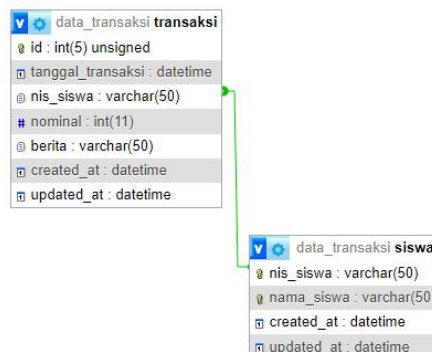 data_transaksi transaksi
id : int(5) unsigned
tanggal_transaksi : datetime
nis_siswa : varchar(50)
# nominal : int(11)
berita : varchar(50)
created_at : datetime
updated_at : datetime
data_transaksi siswa
nis_siswa : varchar(50)
nama_siswa : varchar(50
created_at : datetime
updated_at : datetime